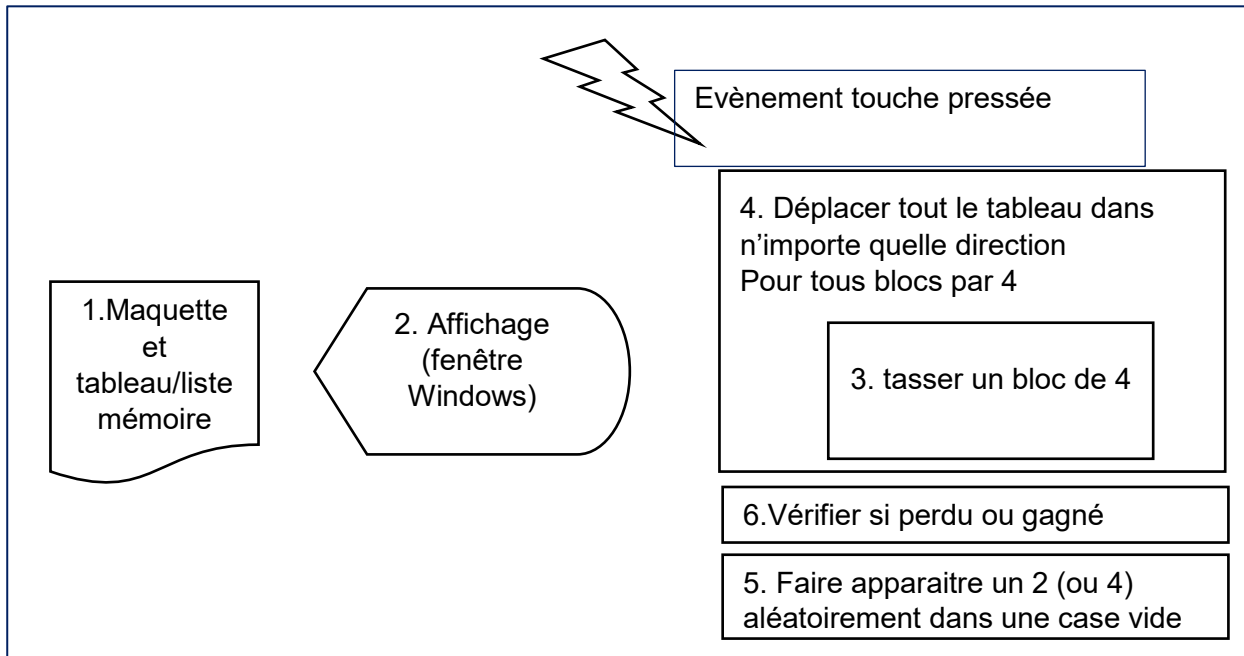 Evènement touche pressée
4. Déplacer tout le tableau dans
n’importe quelle direction
Pour tous blocs par 4
1.Maquette
et
tableau/liste
mémoire
2. Affichage
(fenêtre
Windows)
3. tasser un bloc de 4
6.Vérifier si perdu ou gagné
5. Faire apparaitre un 2 (ou 4)
aléatoirement dans une case vide